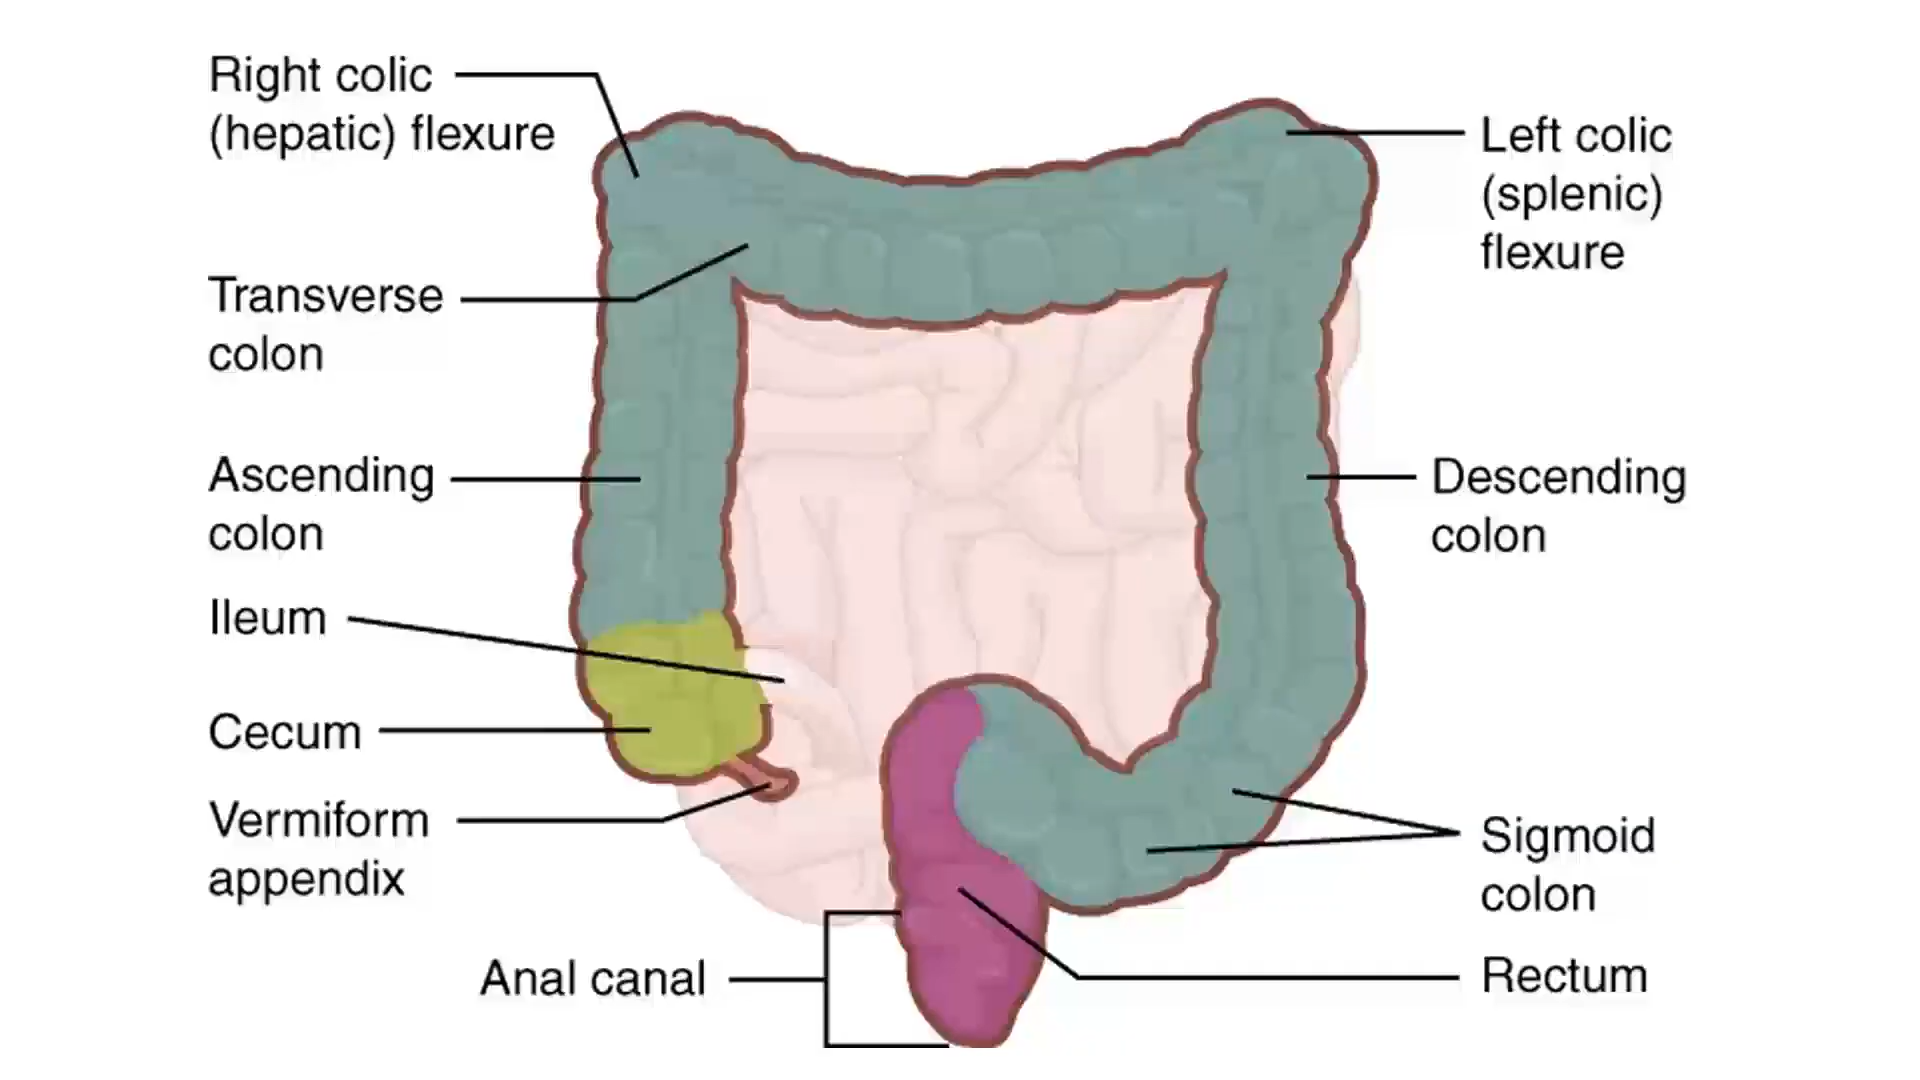 Right colic
(hepatic) flexure
Transverse
colon
Ascending
colon
Ileum
Cecum
Vermiform
appendix
Anal canal
Left colic
(splenic)
flexure
Descending
colon
Sigmoid
colon
Rectum